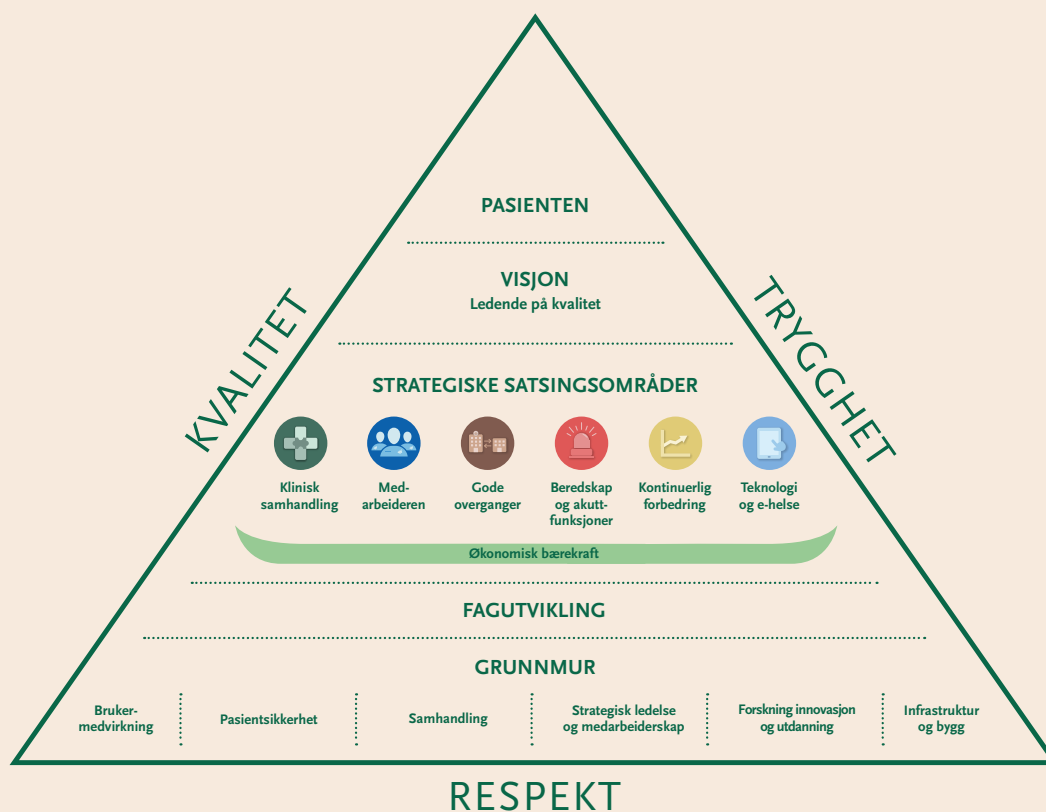 PASIENTEN
VISJON
Ledende på kvalitet
KVALITET
TRYGGHET
STRATEGISKE SATSINGSOMRÅDER
Klinisk
samhandling
Med-
arbeideren
Gode
overganger
Beredskap
og akutt-
funksjoner
Kontinuerlig
forbedring
Teknologi
og e-helse
Økonomisk bærekraft
FAGUTVIKLING
GRUNNMUR
Bruker-
medvirkning
Pasientsikkerhet
Samhandling
Strategisk ledelse
og medarbeiderskap
Forskning innovasjon
og utdanning
Infrastruktur
og bygg
RESPEKT